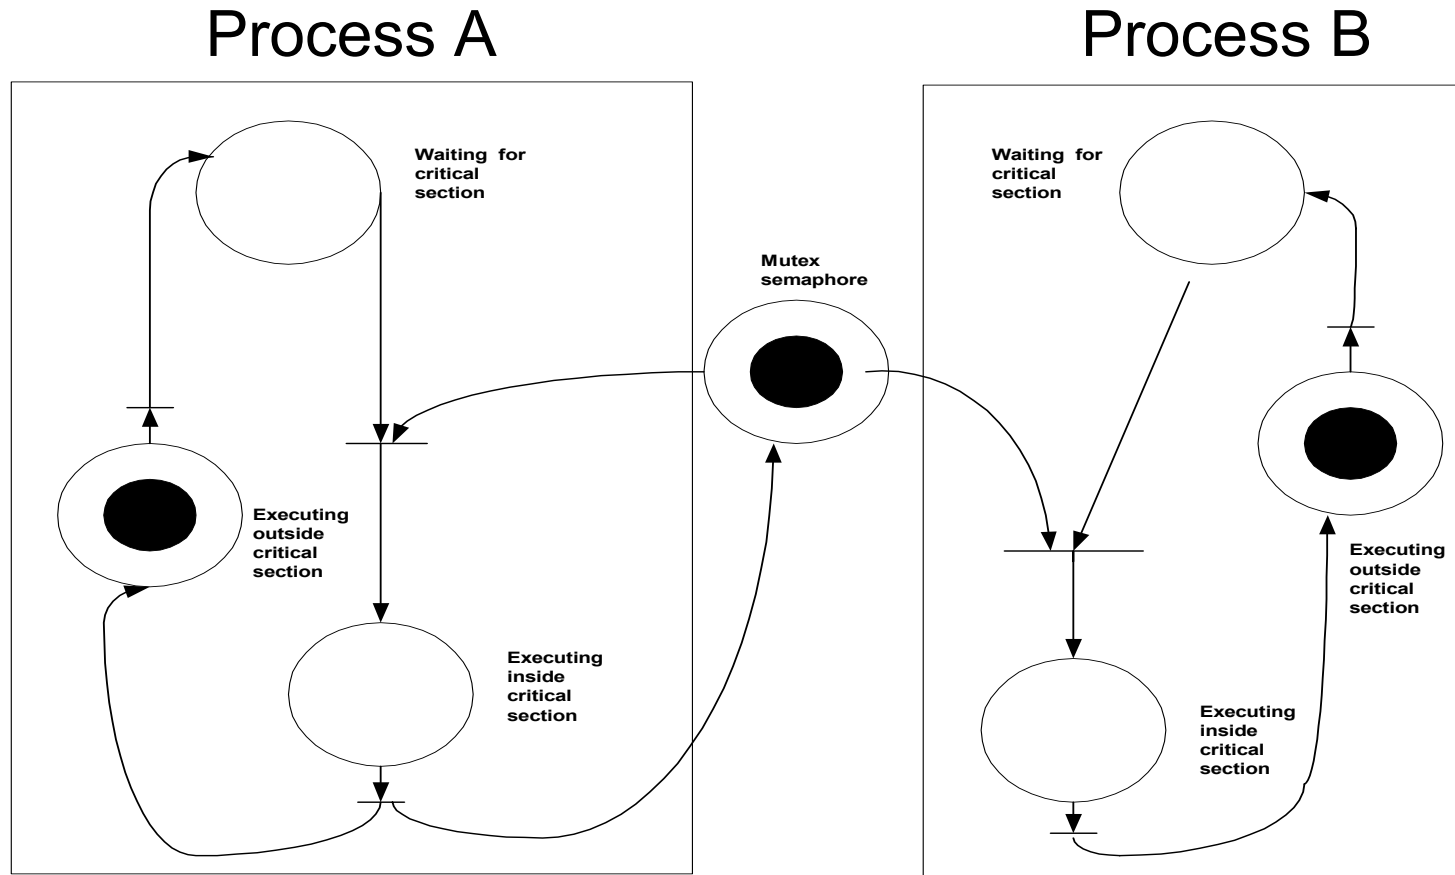 Process A
Process B
Waiting for
critical
section
Waiting for
critical
section
Mutex
semaphore
Executing
outside
critical
section
Executing
outside
critical
section
Executing
inside
critical
section
Executing
inside
critical
section